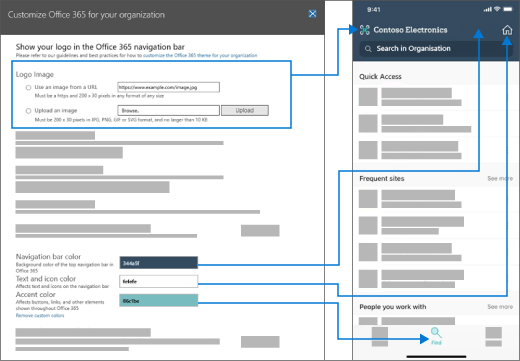 Customize Office 365 for your organization
Show your logo in the Office 365 navigation bar
Please refer to our guidelines and best practices for how to customize the Office 365 theme for your organization
Logo Image
Use an image from a URL
https://www.example.com/image.jpg
Must be a https and 200 x 30 pixels in any format of any size
Upload an image
Browse..
Upload
Must be 200 x 30 pixels in JPG, PNG, GIF or SVG format, and no larger than 10 KB
Navigation bar color
344a5f
Background color of the top navigation bar in
Office 365
Text and icon color
fefefe
Affects text and icons on the navigation bar
Accent color
Affects buttons, links, and other elements
shown throughout Office 365
Remove custom colors
9:41
Contoso Electronics
Search in Organisation
Quick Access
Frequent sites
See more
People you work with
See more
Find